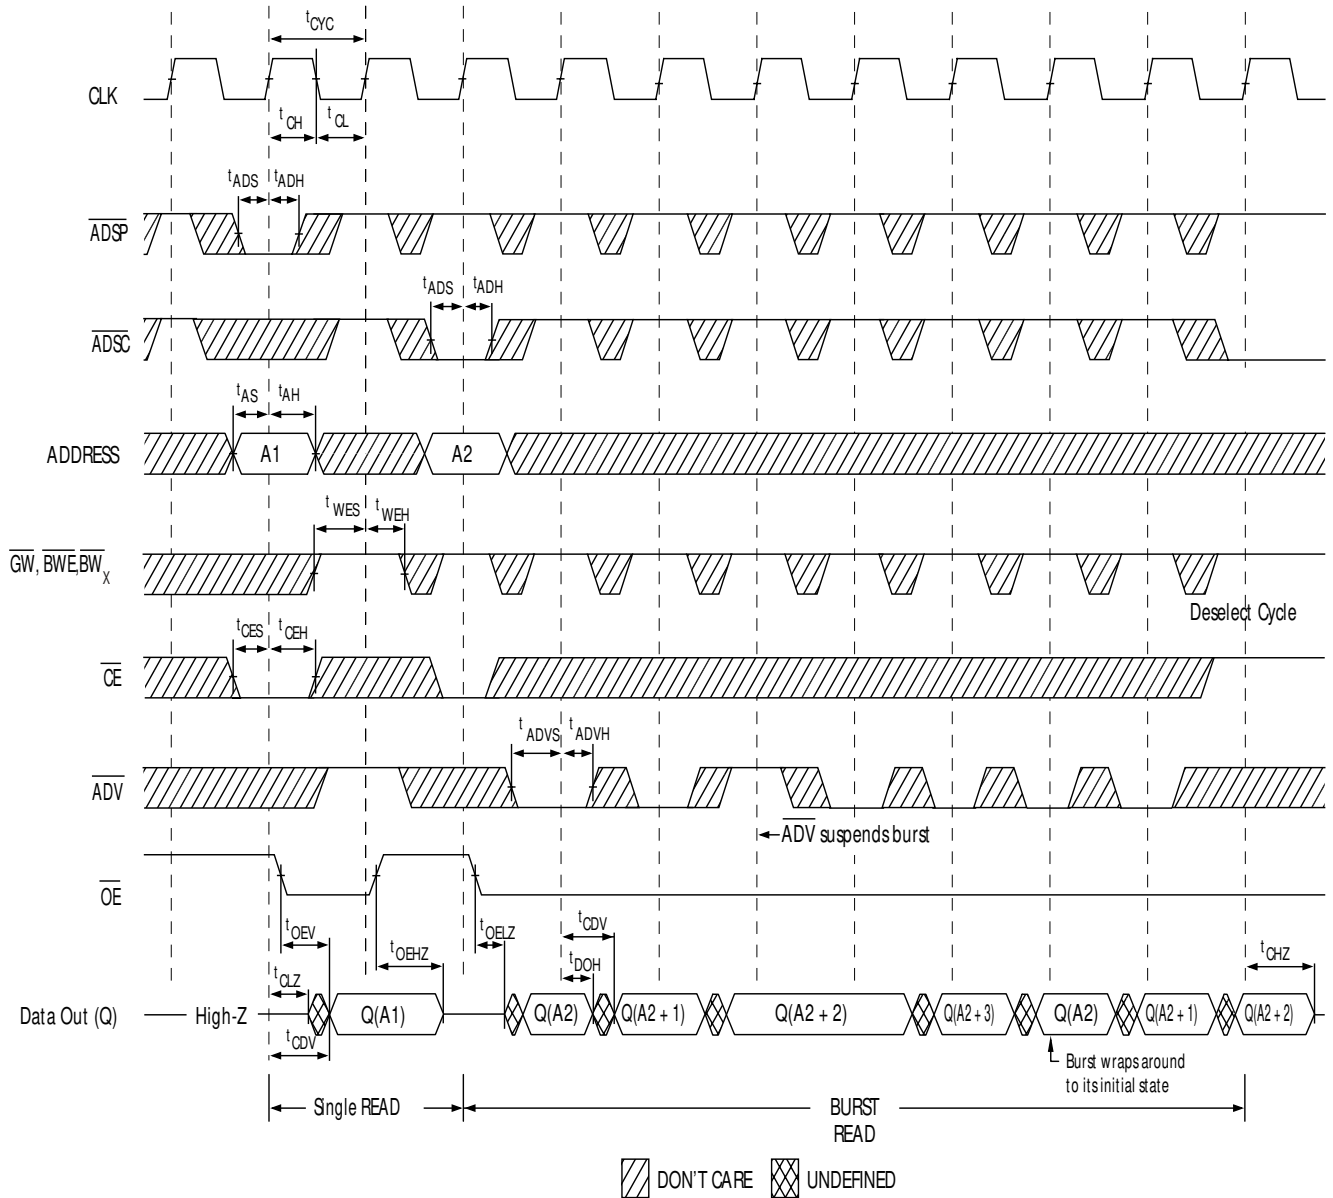 tCYC
CLK
tCH
tCL
tADS
tADH
ADSP
tADS
tADH
ADSC
tAS
tAH
ADDRESS
A1
A2
tWES
tWEH
GW, BWE,BWX
Deselect Cycle
tCES
tCEH
CE
tADVS
tADVH
ADV
ADV suspends burst
OE
tOEV
tOEHZ
tOELZ
tCDV
tDOH
tCHZ
tCLZ
Data Out (Q)
High-Z
Q(A1)
Q(A2)
Q(A2 + 1)
Q(A2 + 2)
Q(A2 + 3)
Q(A2)
Q(A2 + 1)
Q(A2 + 2)
tCDV
Burst wraps around
to its initial state
Single READ
BURST
READ
DON'T CARE
UNDEFINED